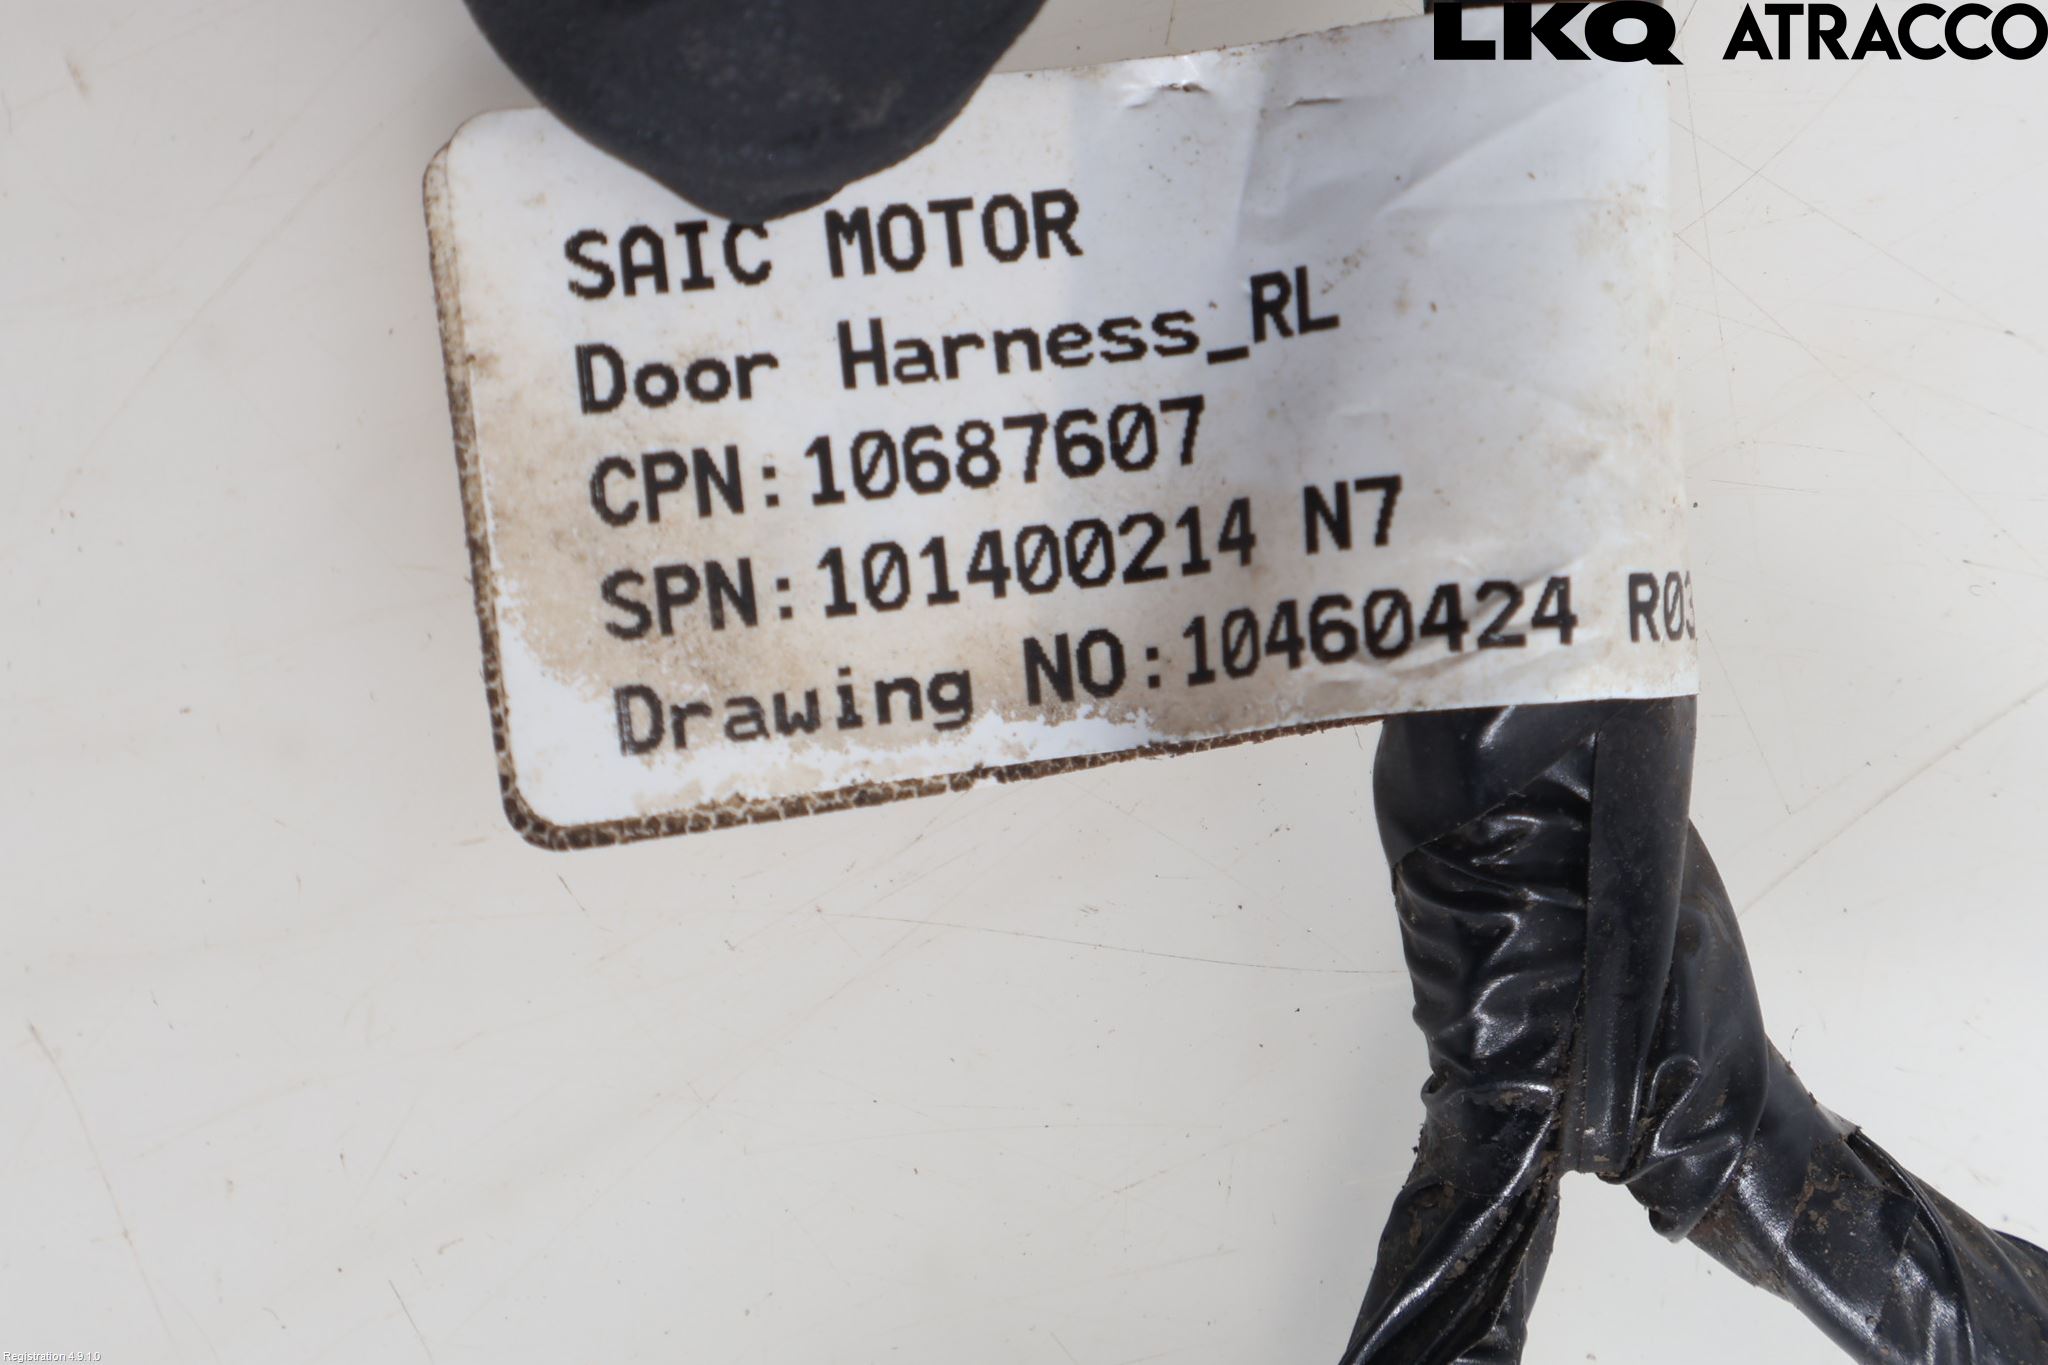 LKQ ATRACCO
SAIC MOTOR
Door Harness_RL
CPN:10687607
SPN:101400214 N7
Drawing NO:10460424 R03
Registration 4.9.1.0